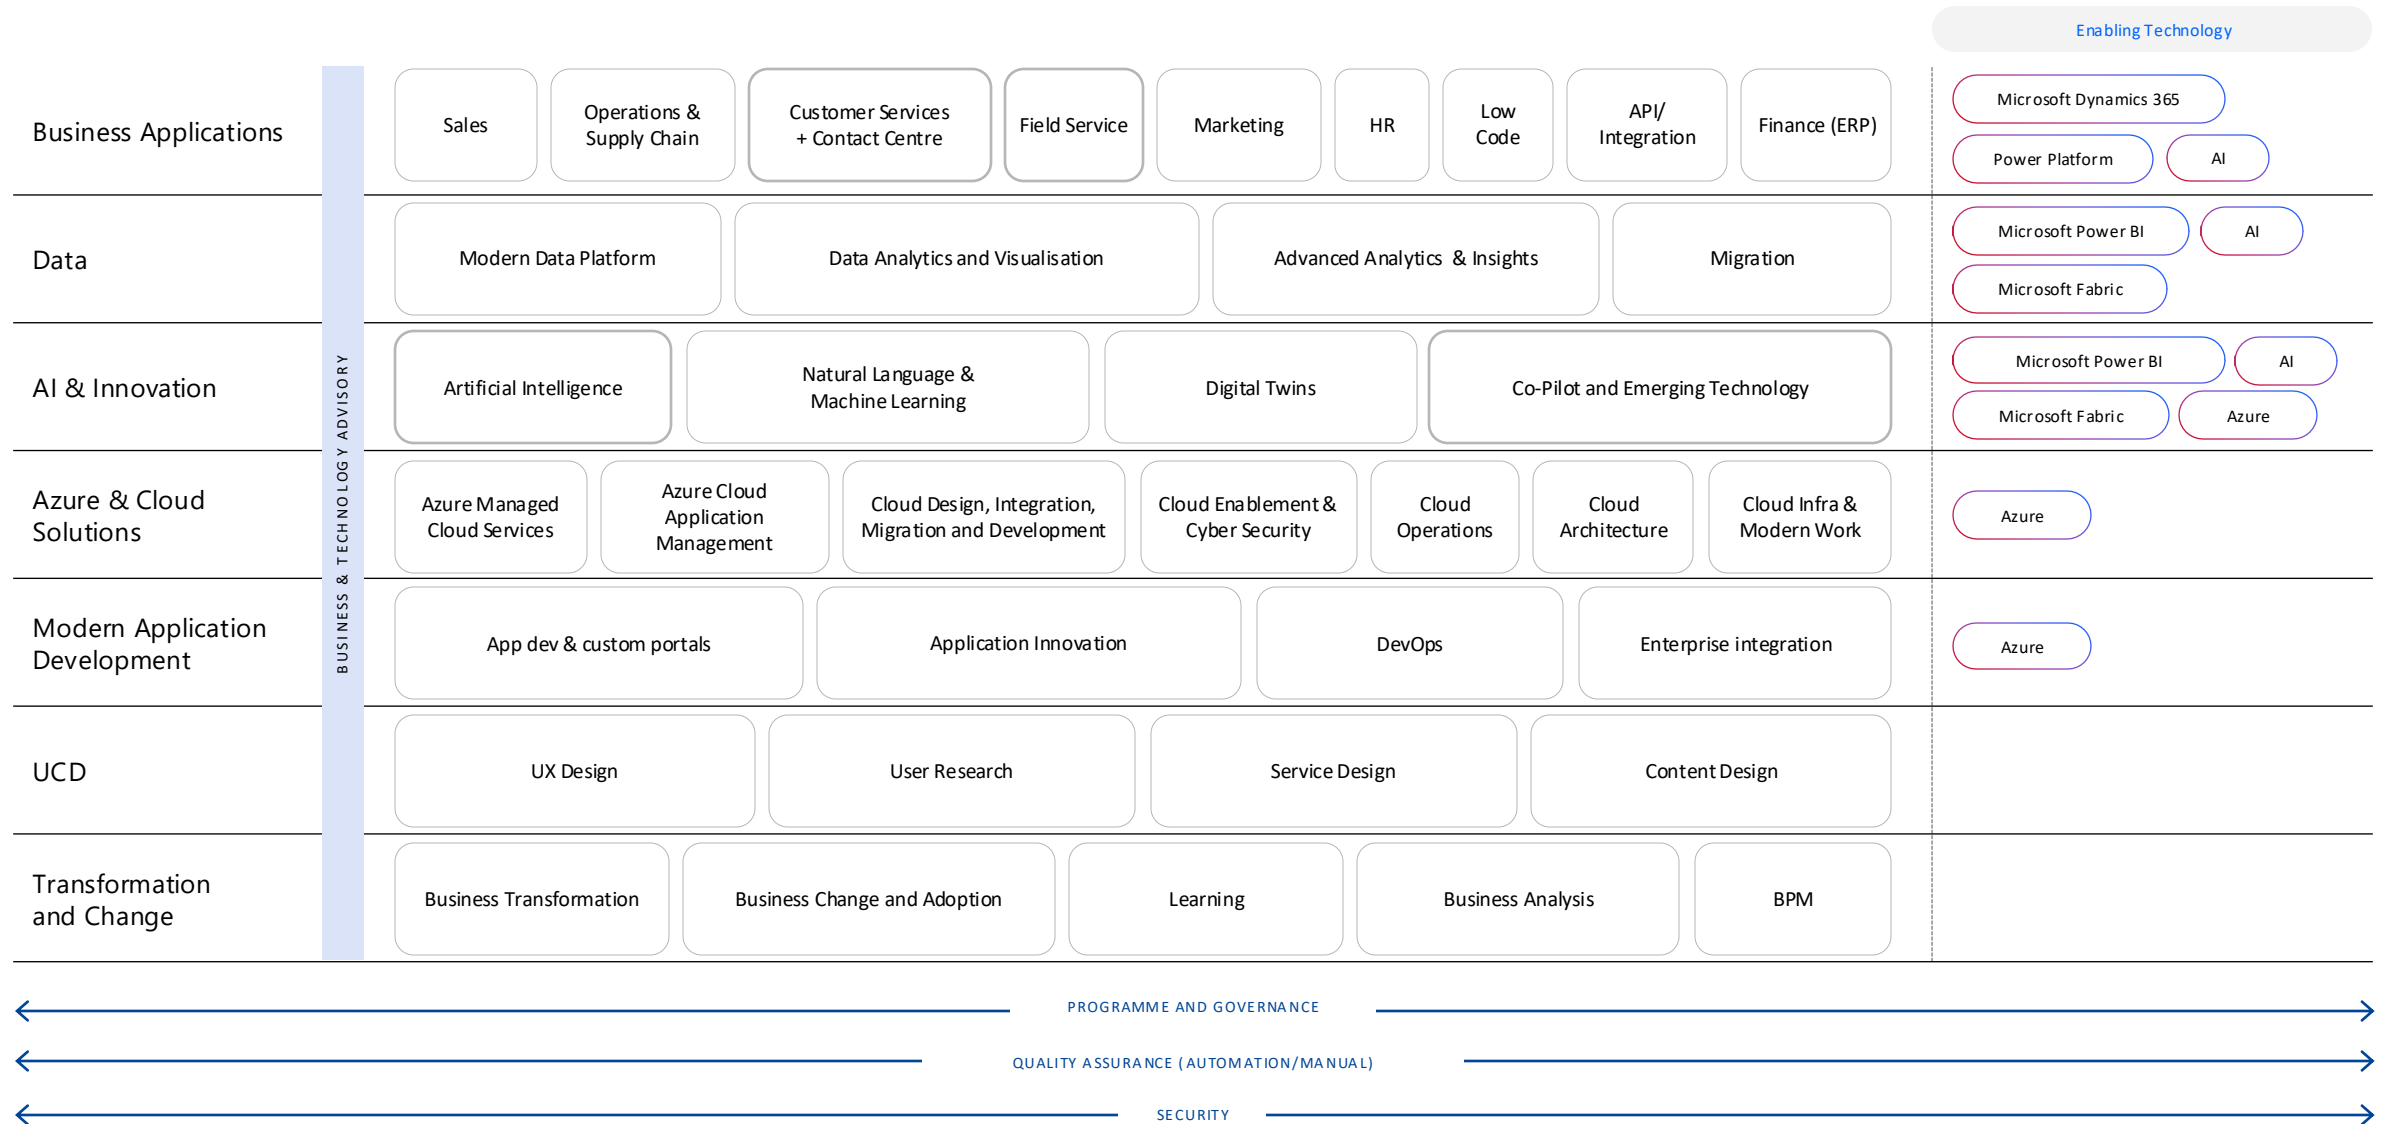 Enabling Technology
Business Applications
Sales
Operations &
Supply Chain
Customer Services
+ Contact Centre
Field Service
Marketing
HR
Low
Code
API/
Integration
Finance (ERP)
Microsoft Dynamics 365
Power Platform
AI
Data
Modern Data Platform
Data Analytics and Visualisation
Advanced Analytics & Insights
Migration
Microsoft Power BI
AI
Microsoft Fabric
BUSINESS & TECHNOLOGY ADVISORY
AI & Innovation
Artificial Intelligence
Natural Language &
Machine Learning
Digital Twins
Co-Pilot and Emerging Technology
Microsoft Power BI
AI
Microsoft Fabric
Azure
Azure & Cloud
Solutions
Azure Managed
Cloud Services
Azure Cloud
Application
Management
Cloud Design, Integration,
Migration and Development
Cloud Enablement &
Cyber Security
Cloud
Operations
Cloud
Architecture
Cloud Infra &
Modern Work
Azure
Modern Application
Development
App dev & custom portals
Application Innovation
DevOps
Enterprise integration
Azure
UCD
UX Design
User Research
Service Design
Content Design
Transformation
and Change
Business Transformation
Business Change and Adoption
Learning
Business Analysis
BPM
PROGRAMME AND GOVERNANCE
QUALITY ASSURANCE (AUTOMATION/MANUAL)
SECURITY